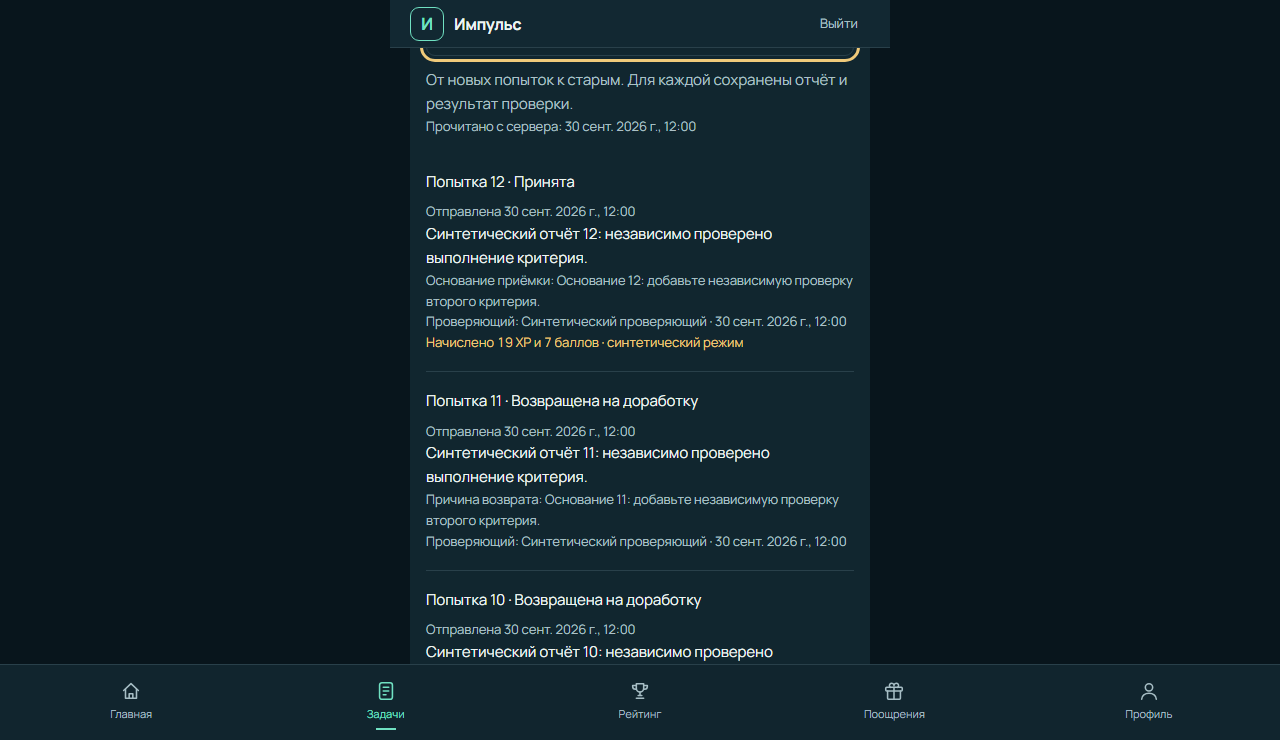 И Импульс
Выйти
От новых попыток к старым. Для каждой сохранены отчёт и
результат проверки.
Прочитано с сервера: 30 сент. 2026 г., 12:00
Попытка 12 · Принята
Отправлена 30 сент. 2026 г., 12:00
Синтетический отчёт 12: независимо проверено
выполнение критерия.
Основание приёмки: Основание 12: добавьте независимую проверку
второго критерия.
Проверяющий: Синтетический проверяющий · 30 сент. 2026 г., 12:00
Начислено 19 XP и 7 баллов · синтетический режим
Попытка 11 · Возвращена на доработку
Отправлена 30 сент. 2026 г., 12:00
Синтетический отчёт 11: независимо проверено
выполнение критерия.
Причина возврата: Основание 11: добавьте независимую проверку
второго критерия.
Проверяющий: Синтетический проверяющий · 30 сент. 2026 г., 12:00
Попытка 10 · Возвращена на доработку
Отправлена 30 сент. 2026 г., 12:00
Синтетический отчёт 10: независимо проверено
Главная
Задачи
Рейтинг
Поощрения
Профиль